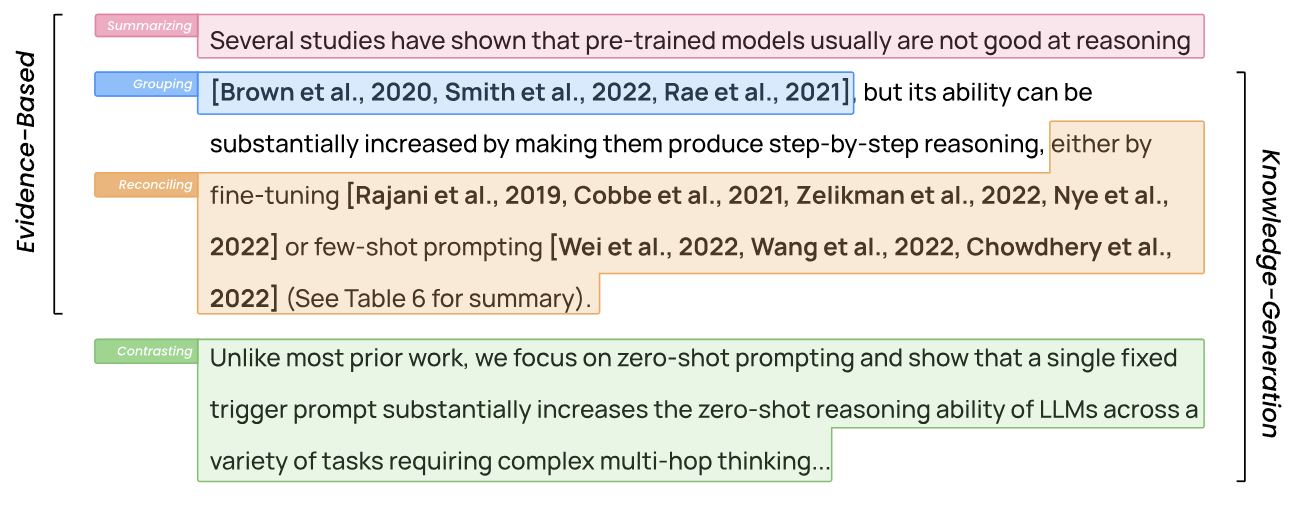 Evidence-Based
Summarizing
Several studies have shown that pre-trained models usually are not good at reasoning
Grouping
[Brown et al., 2020, Smith et al., 2022, Rae et al., 2021], but its ability can be
substantially increased by making them produce step-by-step reasoning, either by
Reconciling
fine-tuning [Rajani et al., 2019, Cobbe et al., 2021, Zelikman et al., 2022, Nye et al.,
2022] or few-shot prompting [Wei et al., 2022, Wang et al., 2022, Chowdhery et al.,
2022] (See Table 6 for summary).
Contrasting
Unlike most prior work, we focus on zero-shot prompting and show that a single fixed
trigger prompt substantially increases the zero-shot reasoning ability of LLMs across a
variety of tasks requiring complex multi-hop thinking...
Knowledge-Generation